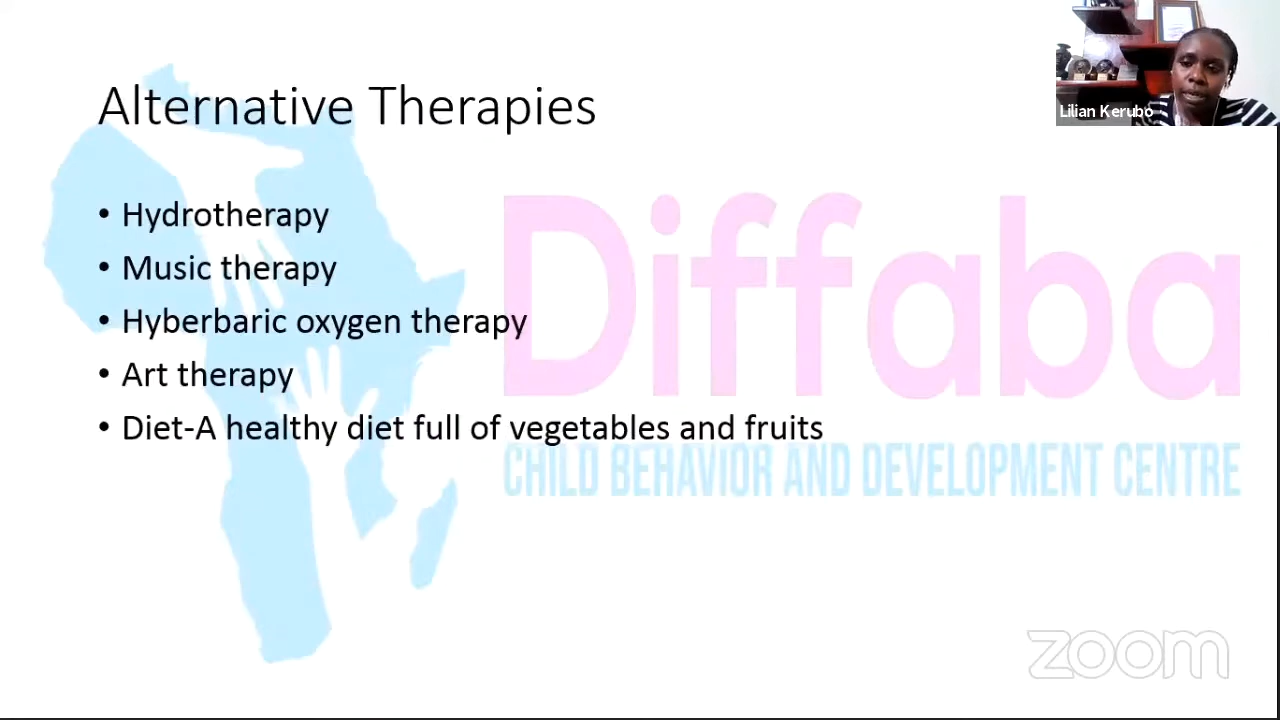 Alternative Therapies
Lilian Kerubo
• Hydrotherapy
• Music therapy
• Hyberbaric oxygen therapy
• Art therapy
• Diet-A healthy diet full of vegetables and fruits
Diffaba
CHILD BEHAVIOR AND DEVELOPMENT CENTRE
zoom